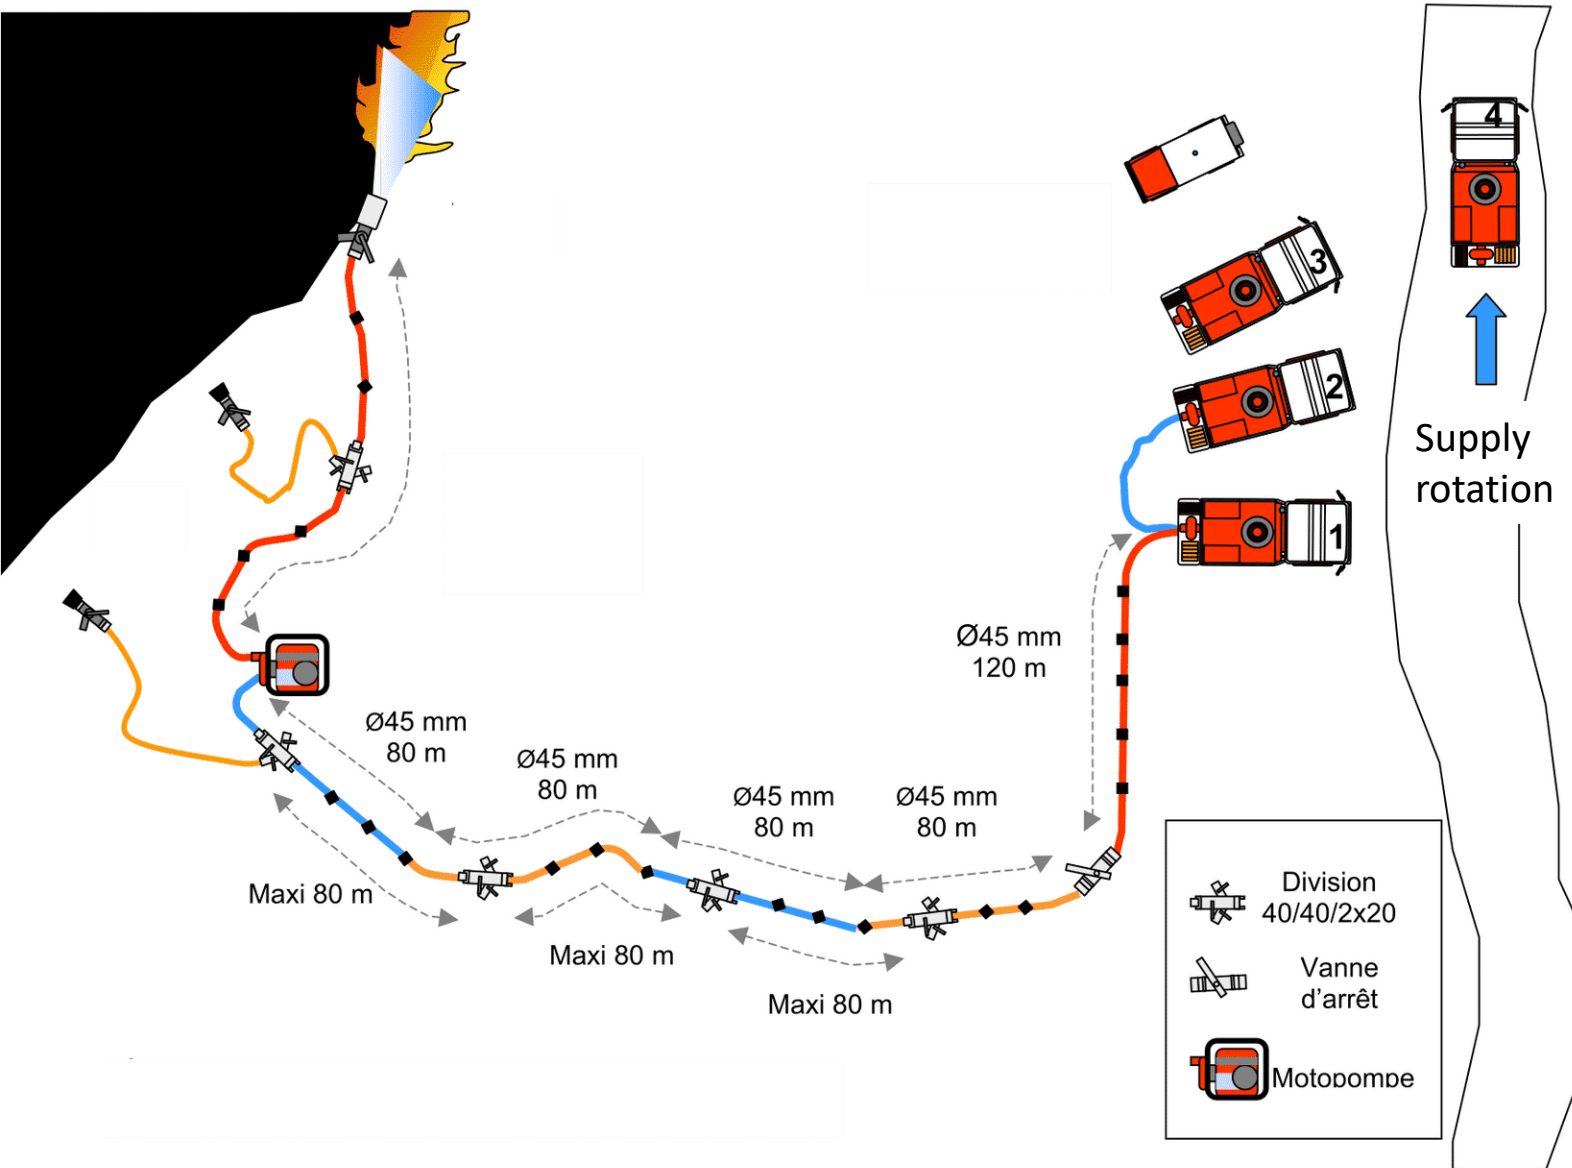 4
3
2
1
Supply
rotation
Ø45 mm
120 m
Ø45 mm
80 m
Ø45 mm
80 m
Ø45 mm
80 m
Ø45 mm
80 m
Maxi 80 m
Maxi 80 m
Maxi 80 m
Division
40/40/2x20
Vanne
d'arrêt
Motopompe